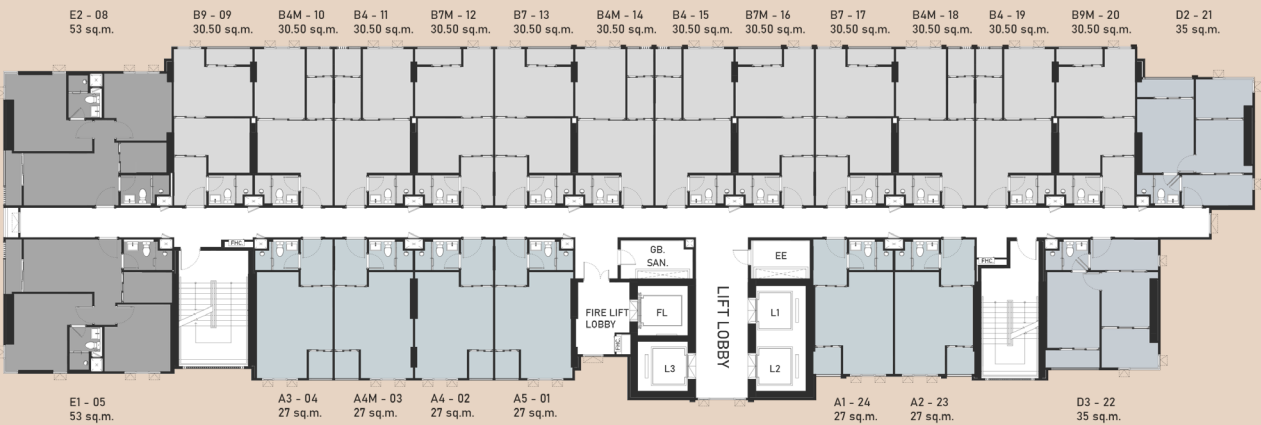 E2 - 08
53 sq.m.
B9 - 09
30.50 sq.m.
B4M - 10
30.50 sq.m.
B4 - 11
30.50 sq.m.
B7M - 12
30.50 sq.m.
B7 - 13
30.50 sq.m.
B4M - 14
30.50 sq.m.
B4 - 15
30.50 sq.m.
B7M - 16
30.50 sq.m.
B7 - 17
30.50 sq.m.
B4M - 18
30.50 sq.m.
B4 - 19
30.50 sq.m.
B9M - 20
30.50 sq.m.
D2 - 21
35 sq.m.
FHC.
GB.
SAN.
EE
FHC.
FIRE LIFT
LOBBY
FHC.
FL
L3
LIFT LOBBY
L1
L2
E1 - 05
53 sq.m.
A3 - 04
27 sq.m.
A4M - 03
27 sq.m.
A4 - 02
27 sq.m.
A5 - 01
27 sq.m.
A1 - 24
27 sq.m.
A2 - 23
27 sq.m.
D3 - 22
35 sq.m.